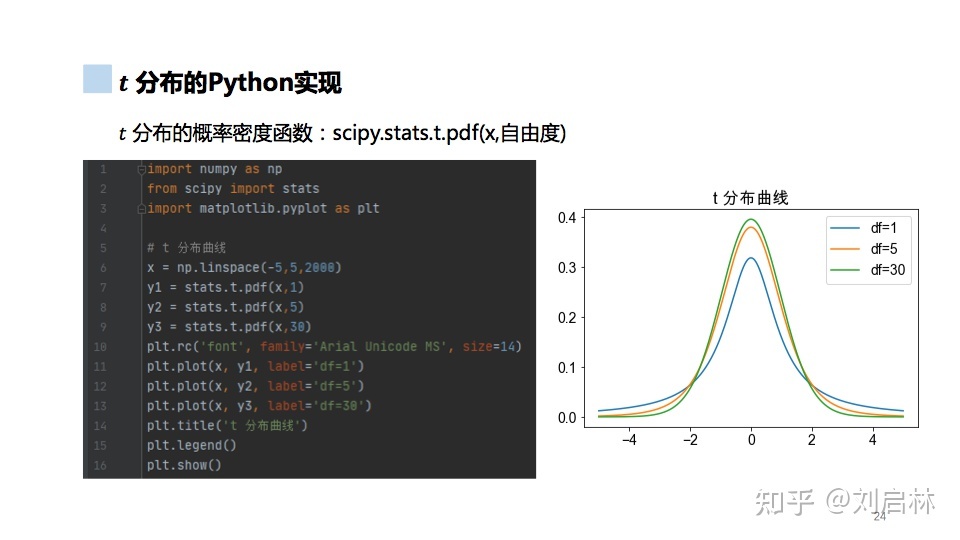 t 分布的Python实现
t 分布的概率密度函数：scipy.stats.t.pdf(x,自由度)
1 import numpy as np
2 from scipy import stats
3 import matplotlib.pyplot as plt
4
5 # t 分布曲线
6 x = np.linspace(-5,5,2000)
7 y1 = stats.t.pdf(x,1)
8 y2 = stats.t.pdf(x,5)
9 y3 = stats.t.pdf(x,30)
10 plt.rc('font', family='Arial Unicode MS', size=14)
11 plt.plot(x, y1, label='df=1')
12 plt.plot(x, y2, label='df=5')
13 plt.plot(x, y3, label='df=30')
14 plt.title('t 分布曲线')
15 plt.legend()
16 plt.show()
t 分布曲线
df=1
df=5
df=30
0.4
0.3
0.2
0.1
0.0
−4 −2 0 2 4
知乎 @刘启林
24